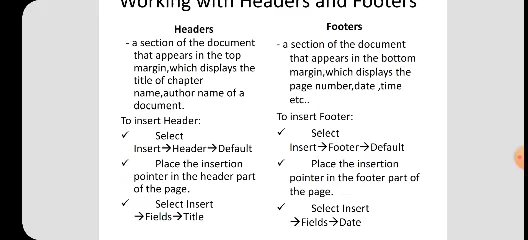 Working with Headers and Footers
Headers
- a section of the document
that appears in the top
margin,which displays the
title of chapter
name,author name of a
document.
To insert Header:
✓ Select
Insert→Header→Default
✓ Place the insertion
pointer in the header part
of the page.
✓ Select Insert
→Fields→Title
Footers
- a section of the document
that appears in the bottom
margin,which displays the
page number,date ,time
etc..
To insert Footer:
✓ Select
Insert→Footer→Default
✓ Place the insertion
pointer in the footer part of
the page.
✓ Select Insert
→Fields→Date